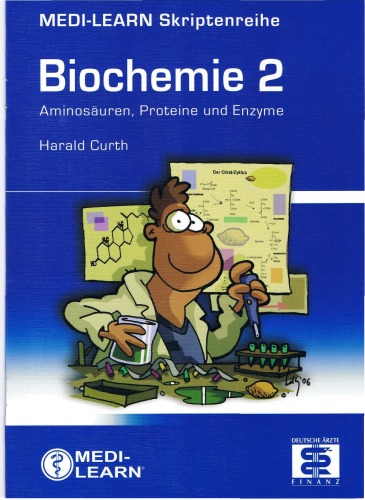 MEDI-LEARN Skriptenreihe
Biochemie 2
Aminosäuren, Proteine und Enzyme
Harald Curth
Der Citrat-Zyklus
MEDI-
LEARN®
DEUTSCHE ÄRZTE
FINANZ